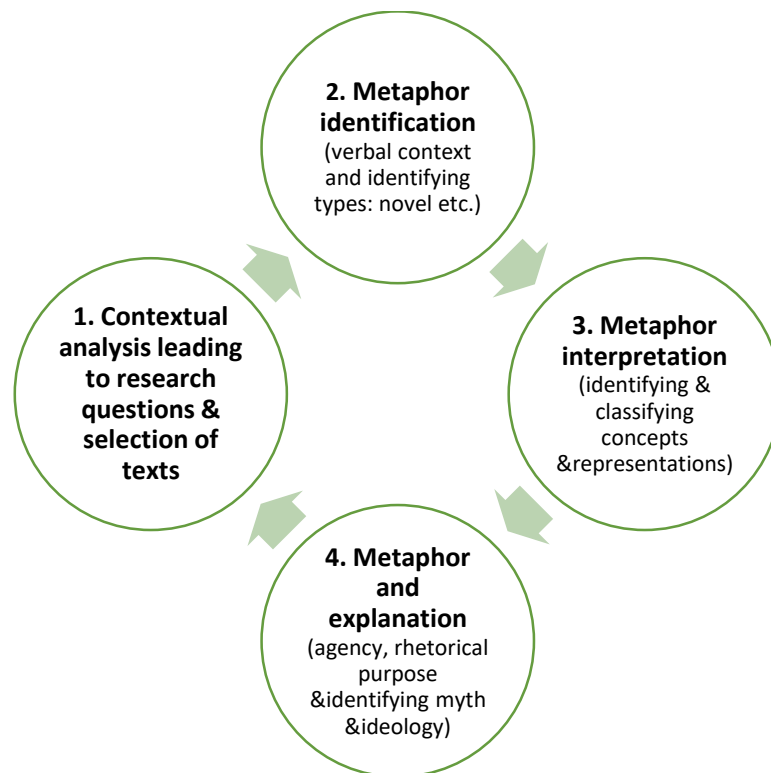 1. Contextual
analysis leading
to research
questions &
selection of
texts
2. Metaphor
identification
(verbal context
and identifying
types: novel etc.)
3. Metaphor
interpretation
(identifying &
classifying
concepts
&representations)
4. Metaphor
and
explanation
(agency, rhetorical
purpose
&identifying myth
&ideology)